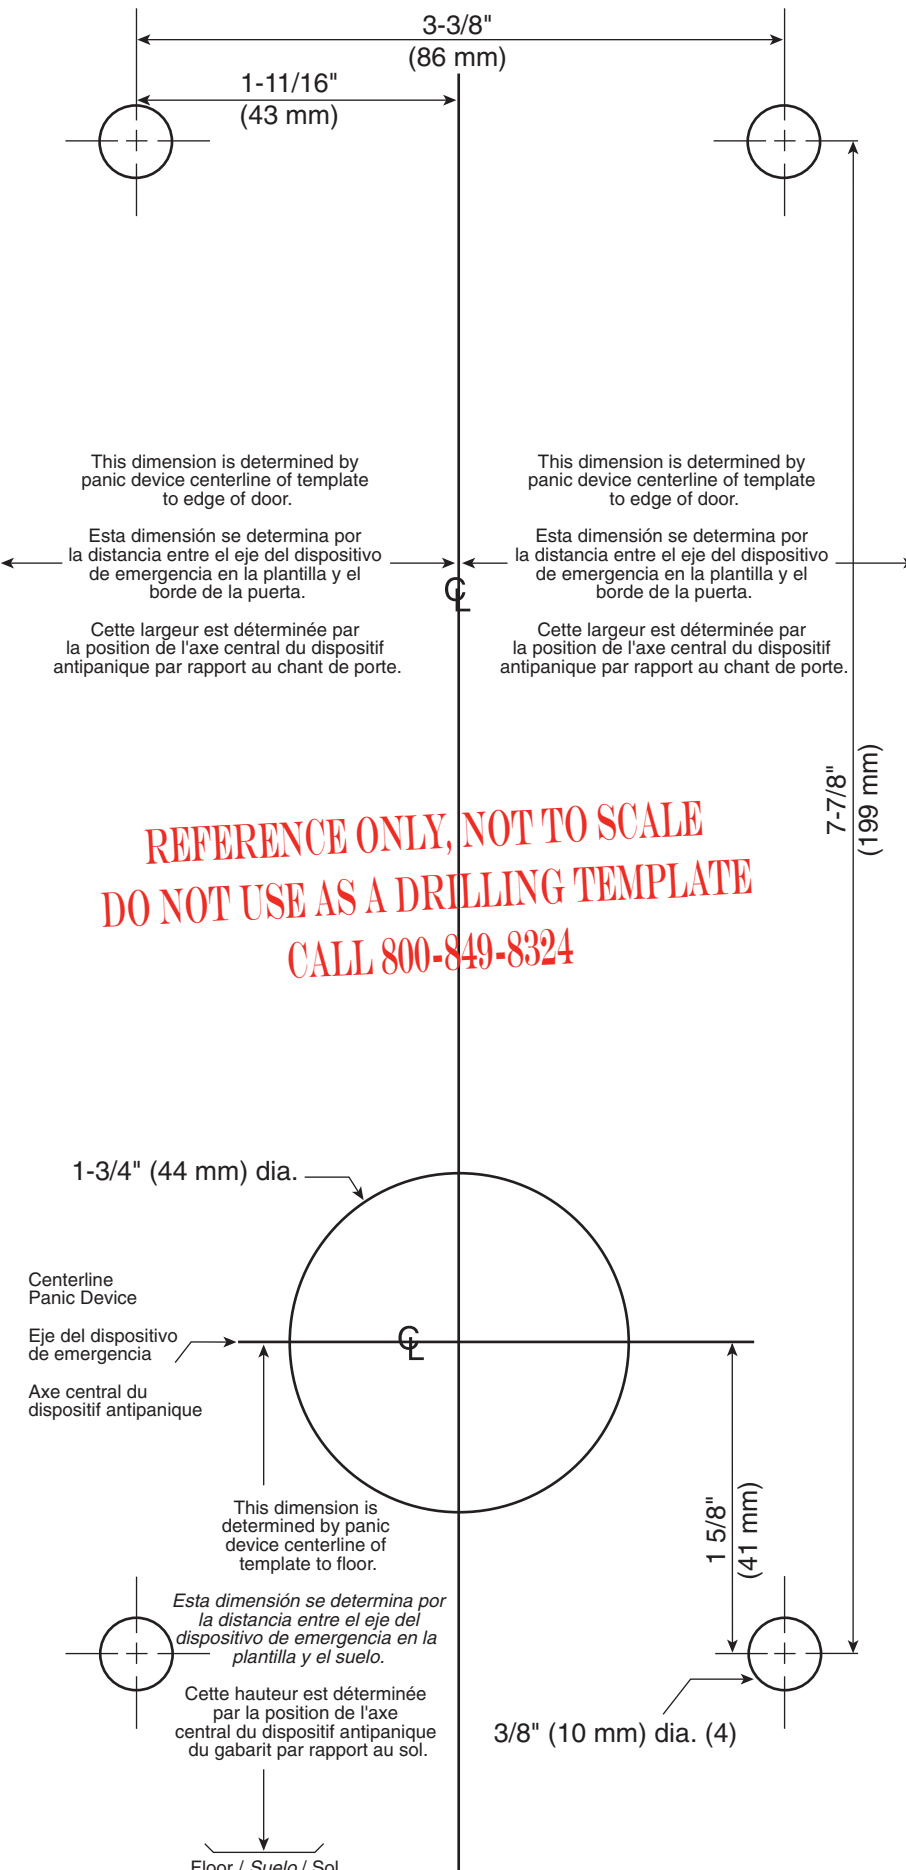 3-3/8"
(86 mm)
1-11/16"
(43 mm)
This dimension is determined by
panic device centerline of template
to edge of door.
Esta dimensión se determina por
la distancia entre el eje del dispositivo
de emergencia en la plantilla y el
borde de la puerta.
Cette largeur est déterminée par
la position de l'axe central du dispositif
antipanique par rapport au chant de porte.
This dimension is determined by
panic device centerline of template
to edge of door.
Esta dimensión se determina por
la distancia entre el eje del dispositivo
de emergencia en la plantilla y el
borde de la puerta.
Cette largeur est déterminée par
la position de l'axe central du dispositif
antipanique par rapport au chant de porte.
CL
7-7/8"
(199 mm)
REFERENCE ONLY, NOT TO SCALE
DO NOT USE AS A DRILLING TEMPLATE
CALL 800-849-8324
1-3/4" (44 mm) dia.
Centerline
Panic Device
Eje del dispositivo
de emergencia
Axe central du
dispositif antipanique
CL
1 5/8"
(41 mm)
This dimension is
determined by panic
device centerline of
template to floor.
Esta dimensión se determina por
la distancia entre el eje del
dispositivo de emergencia en la
plantilla y el suelo.
Cette hauteur est déterminée
par la position de l'axe
central du dispositif antipanique
du gabarit par rapport au sol.
3/8" (10 mm) dia. (4)
Floor / Suelo / Sol